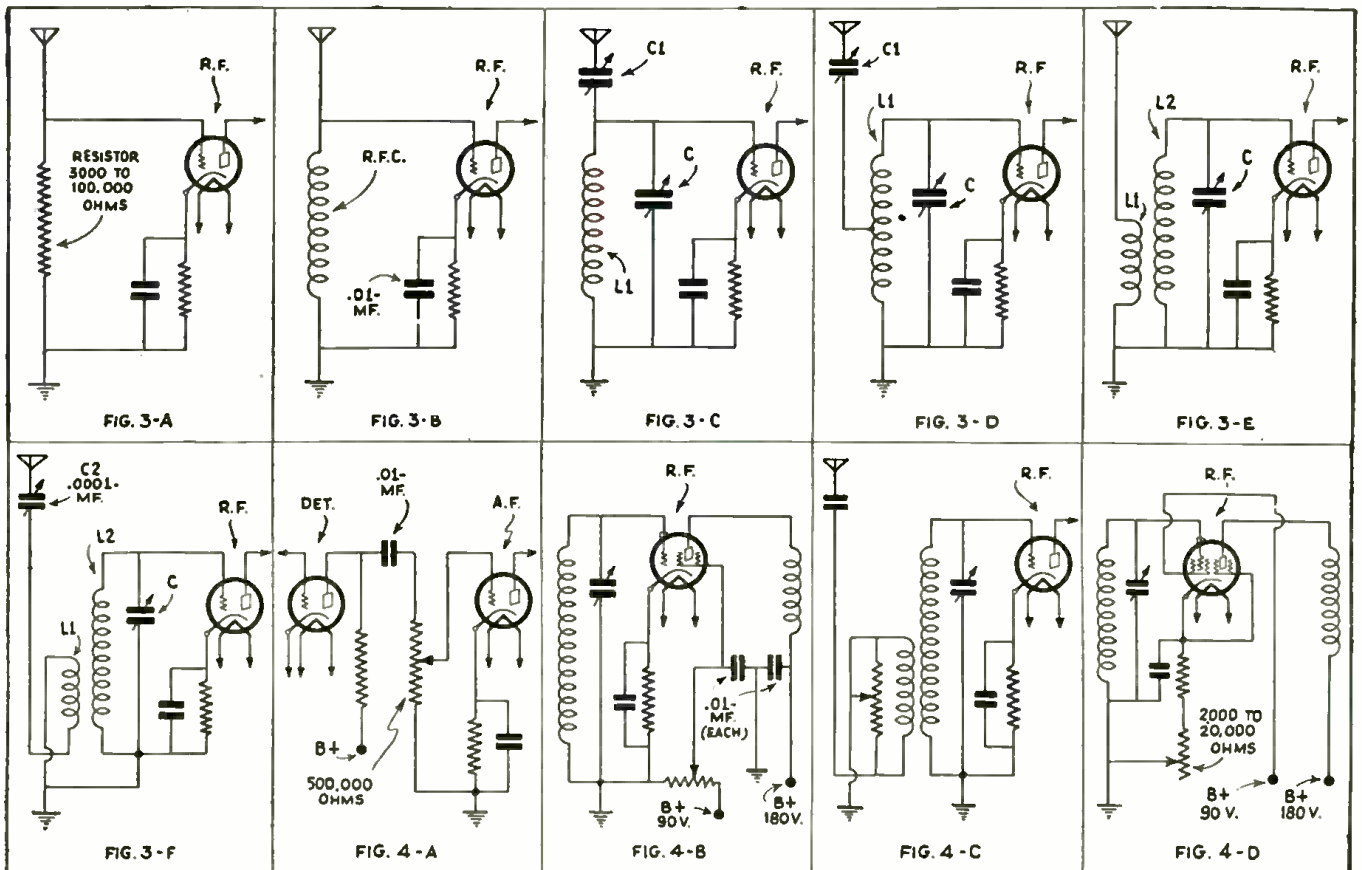 R.F.
RESISTOR
3000 TO
100,000
OHMS
FIG. 3-A
R.F.
R.F.C.
.01-
MF.
FIG. 3-B
C1
R.F.
C
L1
FIG. 3-C
C1
L1
R.F
C
FIG. 3-D
R.F.
L2
C
L1
FIG. 3-E
C2
.0001-
MF.
R.F.
L2
C
L1
FIG. 3-F
.01-
MF.
DET.
A.F.
B+
500,000
OHMS
FIG. 4-A
R.F.
.01-
MF.
(EACH)
B+
90V.
B+
180V.
FIG. 4-B
R.F.
FIG. 4-C
R.F.
2000 TO
20,000
OHMS
B+
90V.
B+
180V.
FIG. 4-D